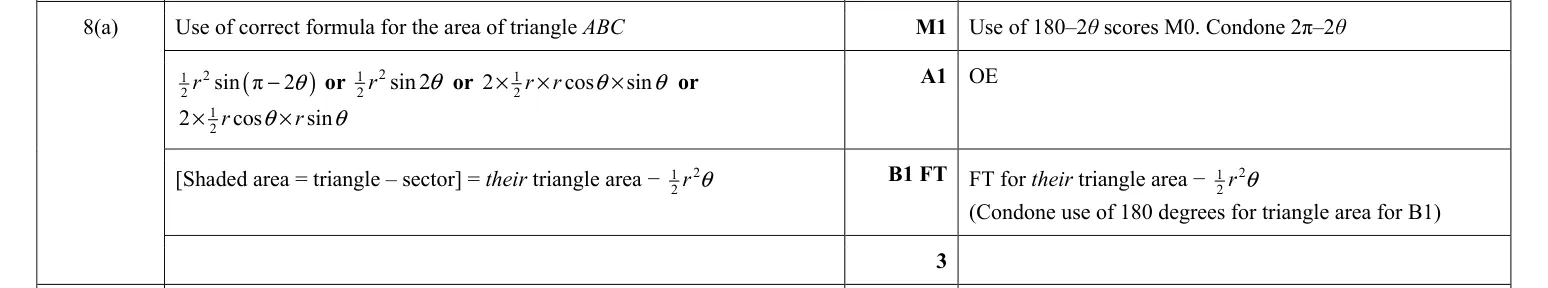 8(a) Use of correct formula for the area of triangle ABC M1 Use of 180–2θ scores M0. Condone 2π–2θ
½r² sin(π − 2θ) or ½r² sin 2θ or 2×½r×r cosθ×sinθ or A1 OE
2×½r cosθ×r sinθ
[Shaded area = triangle – sector] = their triangle area − ½r²θ B1 FT FT for their triangle area − ½r²θ
(Condone use of 180 degrees for triangle area for B1)
3